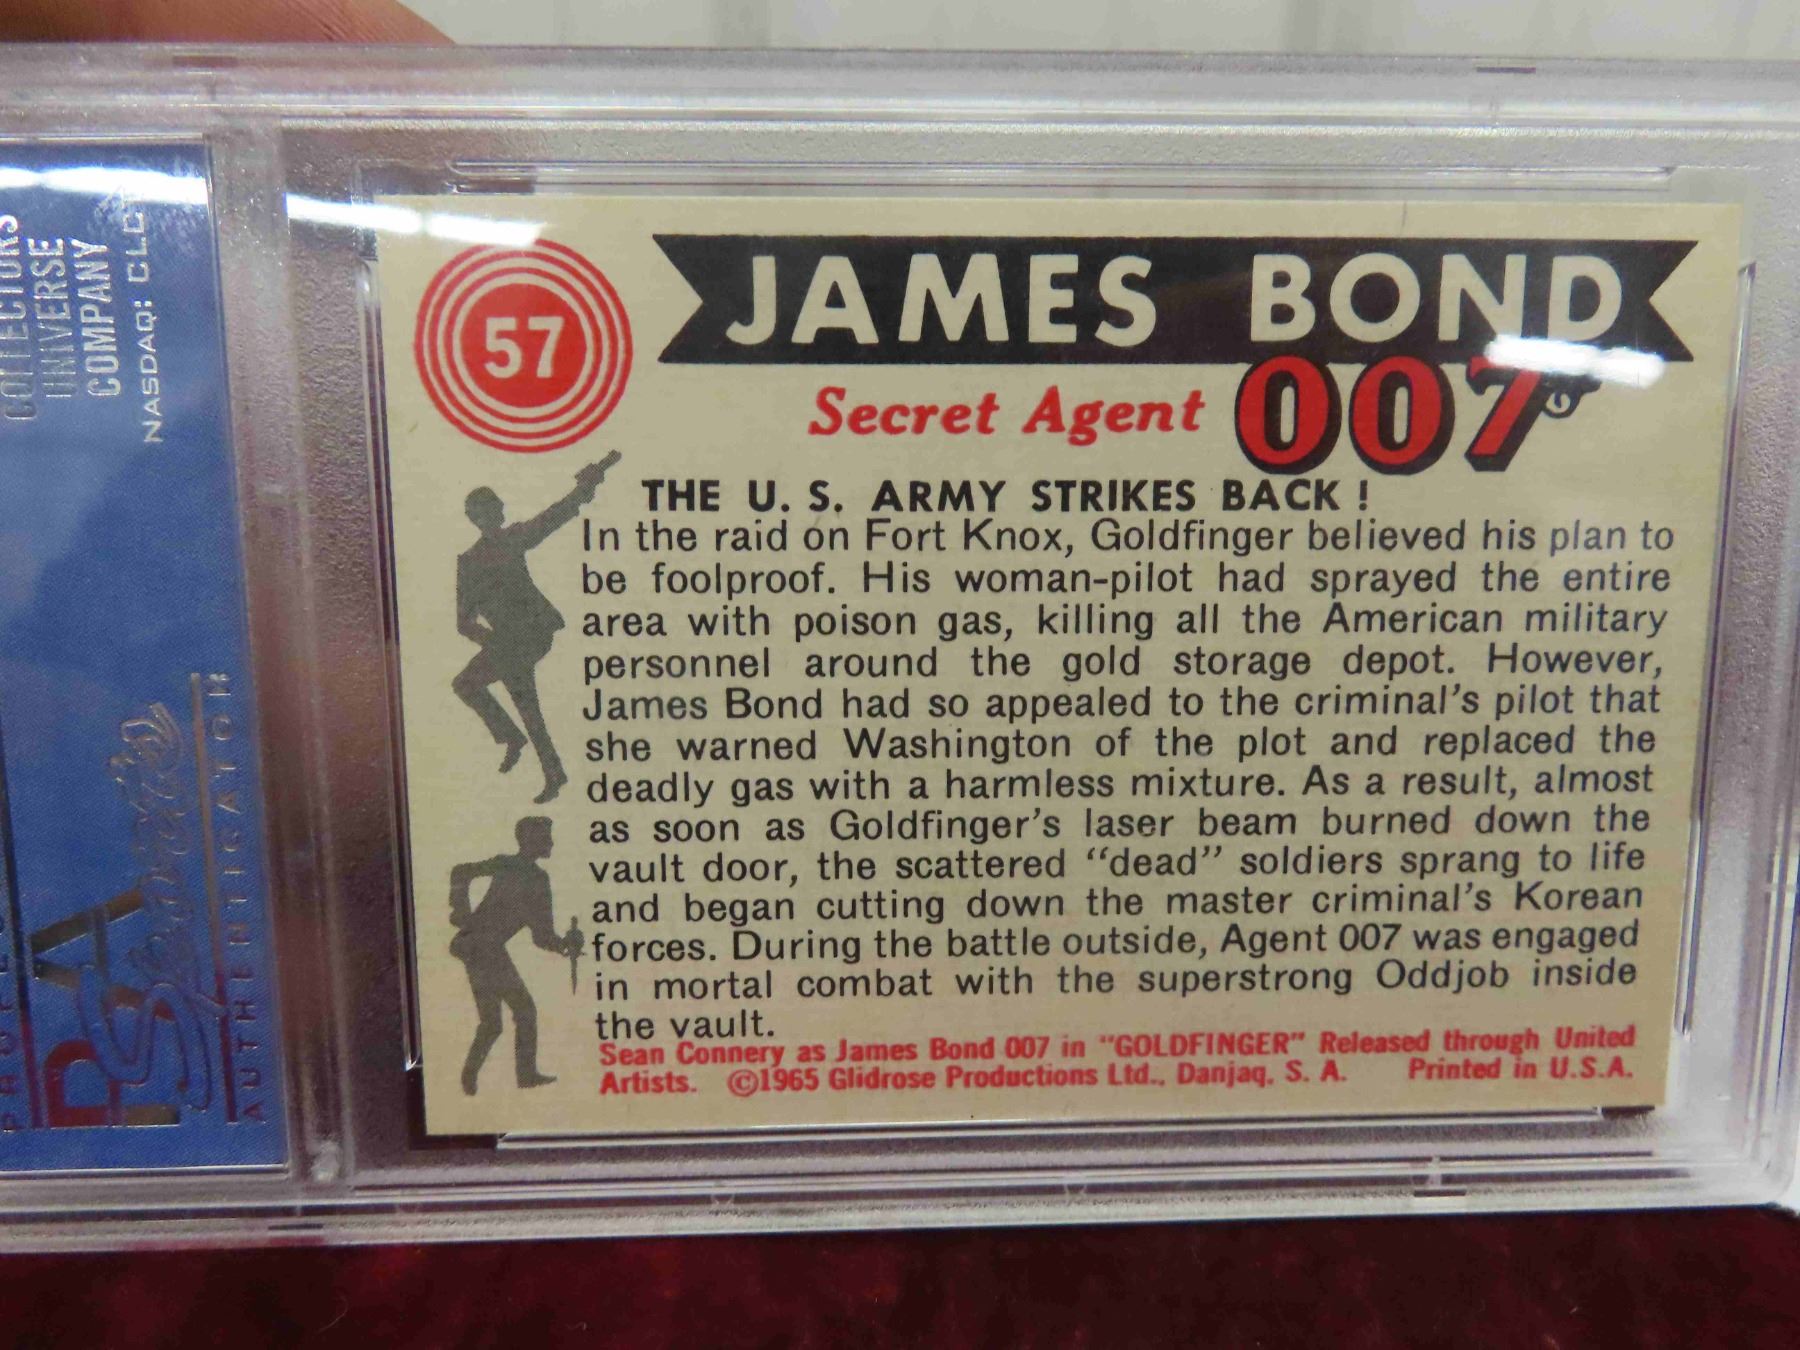 COLLECTORS
UNIVERSE
COMPANY
NASDAQ: CLCT
PSA
AUTHENTICATOR
57
JAMES BOND
Secret Agent 007
THE U. S. ARMY STRIKES BACK !
In the raid on Fort Knox, Goldfinger believed his plan to
be foolproof. His woman-pilot had sprayed the entire
area with poison gas, killing all the American military
personnel around the gold storage depot. However,
James Bond had so appealed to the criminal's pilot that
she warned Washington of the plot and replaced the
deadly gas with a harmless mixture. As a result, almost
as soon as Goldfinger's laser beam burned down the
vault door, the scattered "dead" soldiers sprang to life
and began cutting down the master criminal's Korean
forces. During the battle outside, Agent 007 was engaged
in mortal combat with the superstrong Oddjob inside
the vault.
Sean Connery as James Bond 007 in "GOLDFINGER" Released through United
Artists. ©1965 Glidrose Productions Ltd., Danjaq, S. A. Printed in U.S.A.